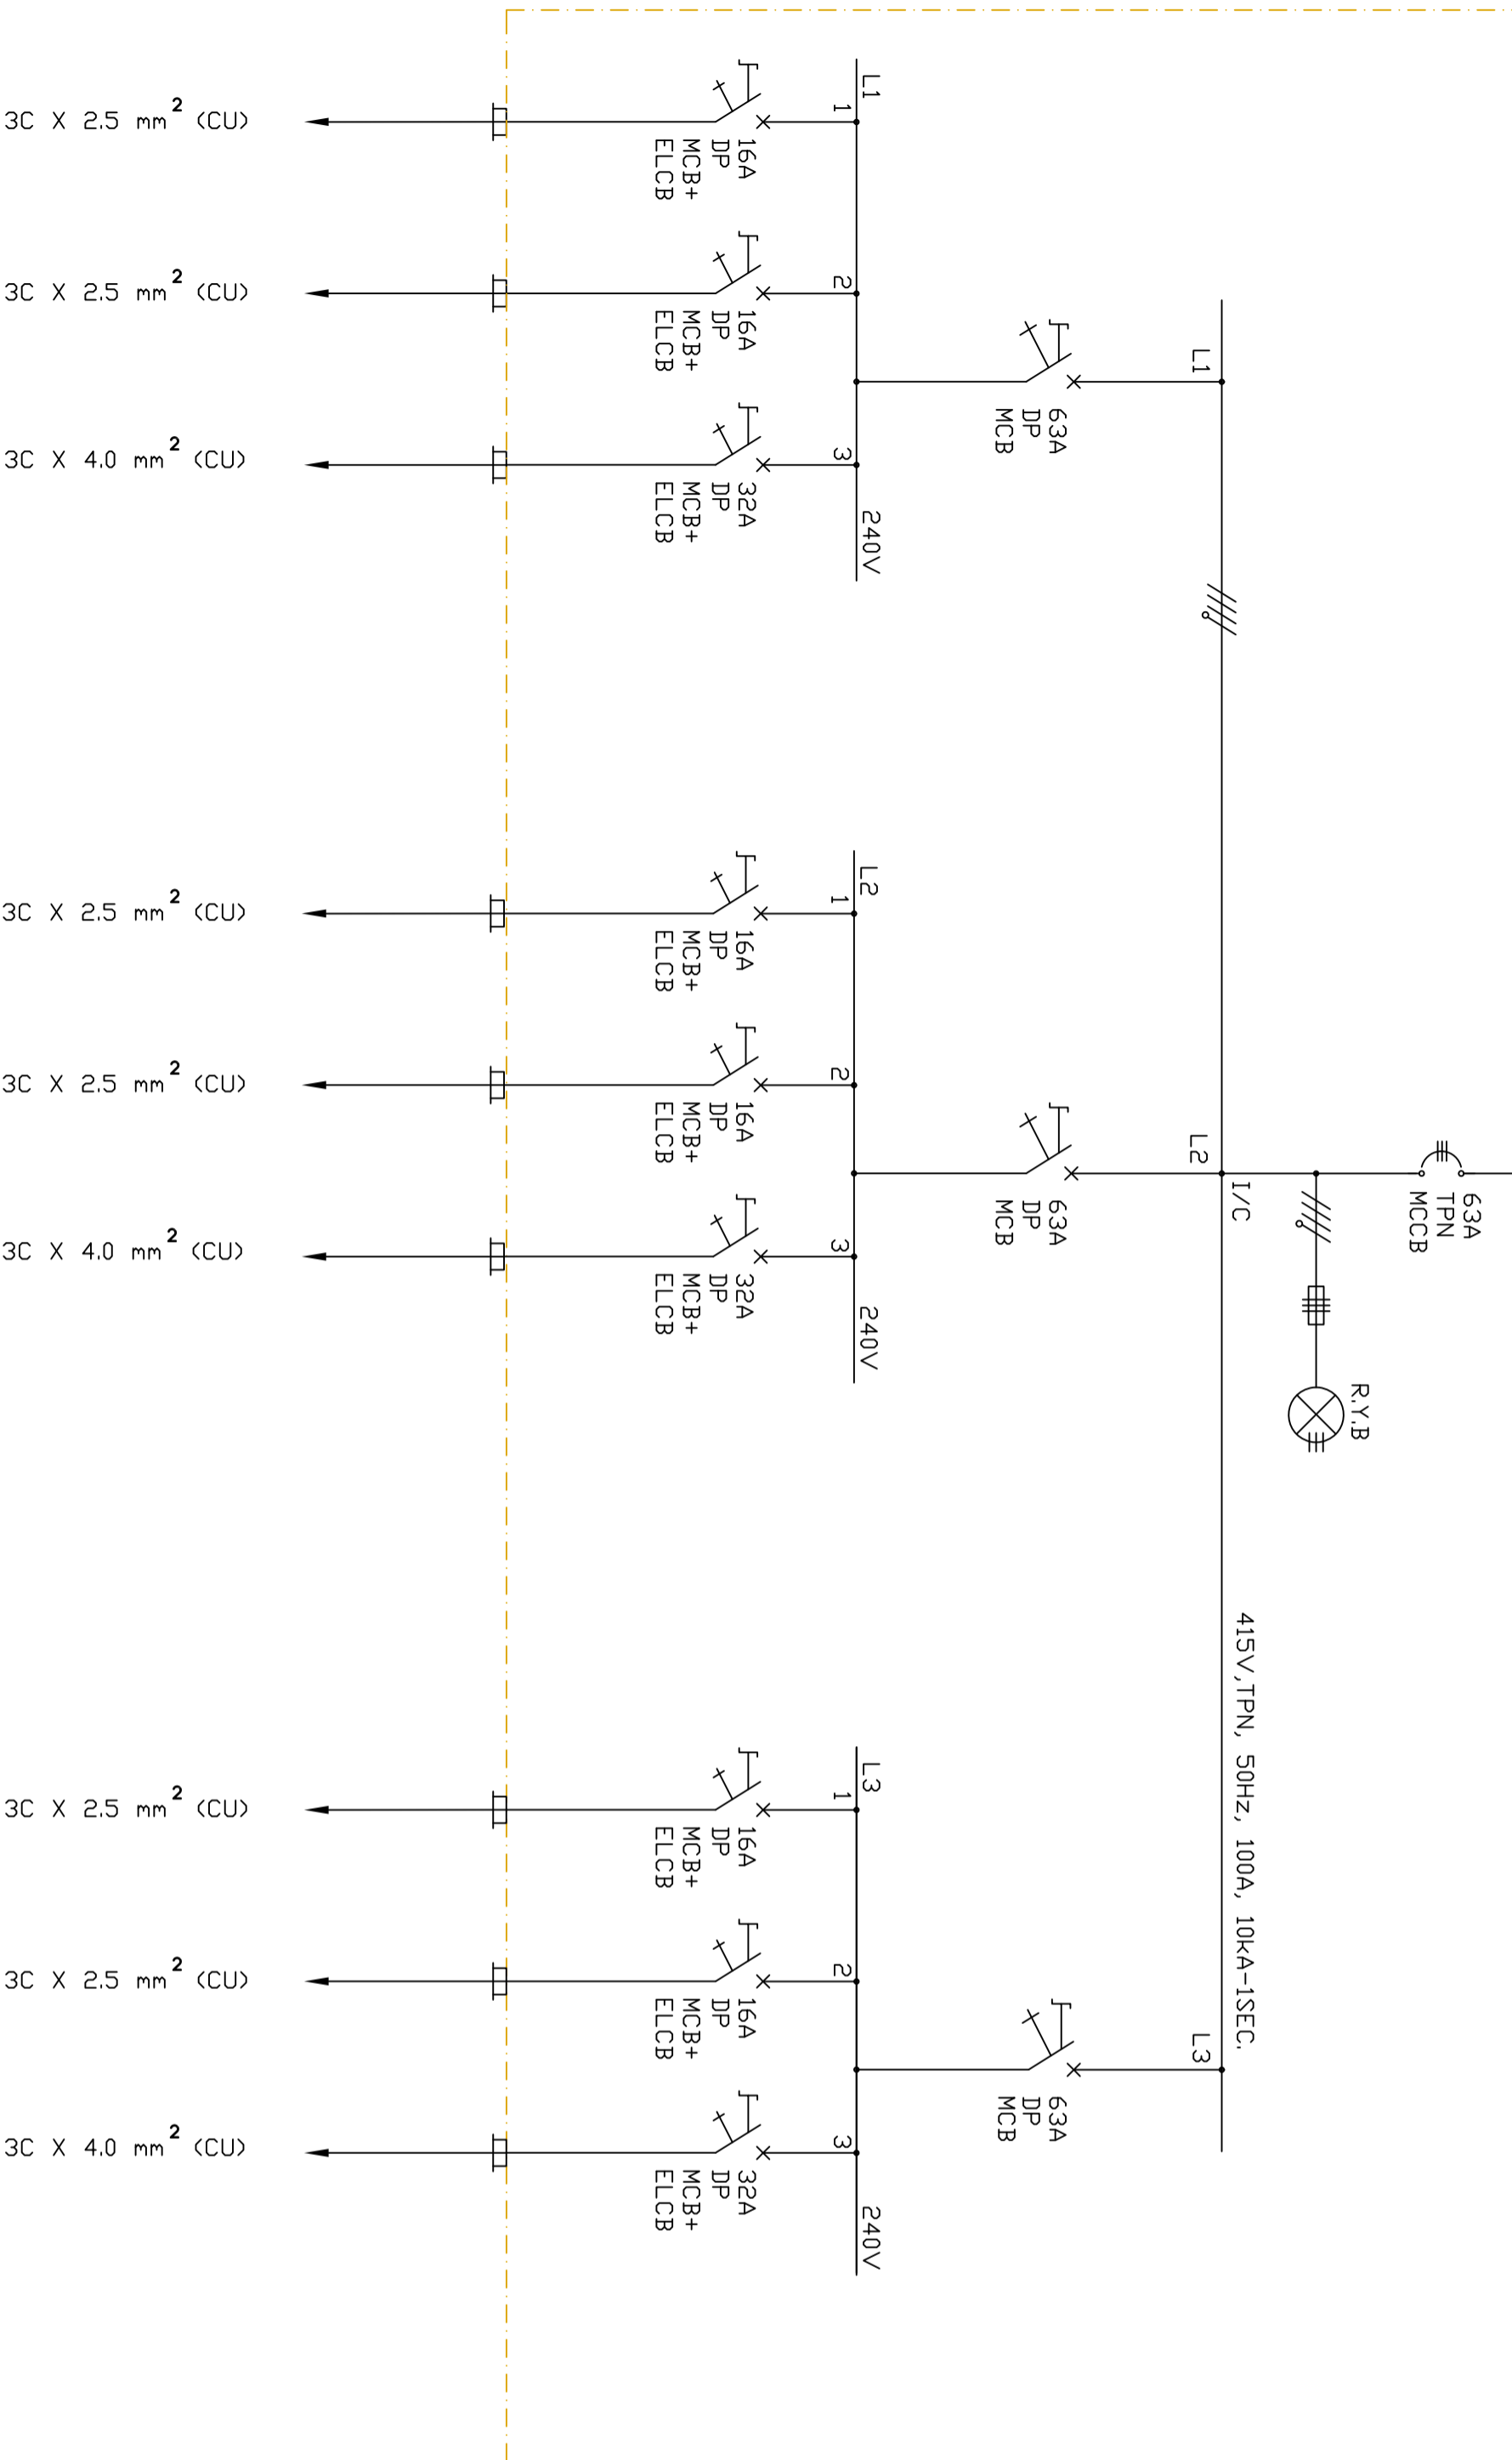 L1
1
3C X 2.5 mm² (CU)
16A
DP
MCB+
ELCB
2
3C X 2.5 mm² (CU)
16A
DP
MCB+
ELCB
L1
63A
DP
MCB
3
3C X 4.0 mm² (CU)
32A
DP
MCB+
ELCB
240V
L2
1
3C X 2.5 mm² (CU)
16A
DP
MCB+
ELCB
2
3C X 2.5 mm² (CU)
16A
DP
MCB+
ELCB
L2
I/C
63A
DP
MCB
63A
TPN
MCCB
3
3C X 4.0 mm² (CU)
32A
DP
MCB+
ELCB
240V
R.Y.B
415V,TPN, 50Hz, 100A, 10kA-1SEC.
L3
1
3C X 2.5 mm² (CU)
16A
DP
MCB+
ELCB
2
3C X 2.5 mm² (CU)
16A
DP
MCB+
ELCB
L3
63A
DP
MCB
3
3C X 4.0 mm² (CU)
32A
DP
MCB+
ELCB
240V